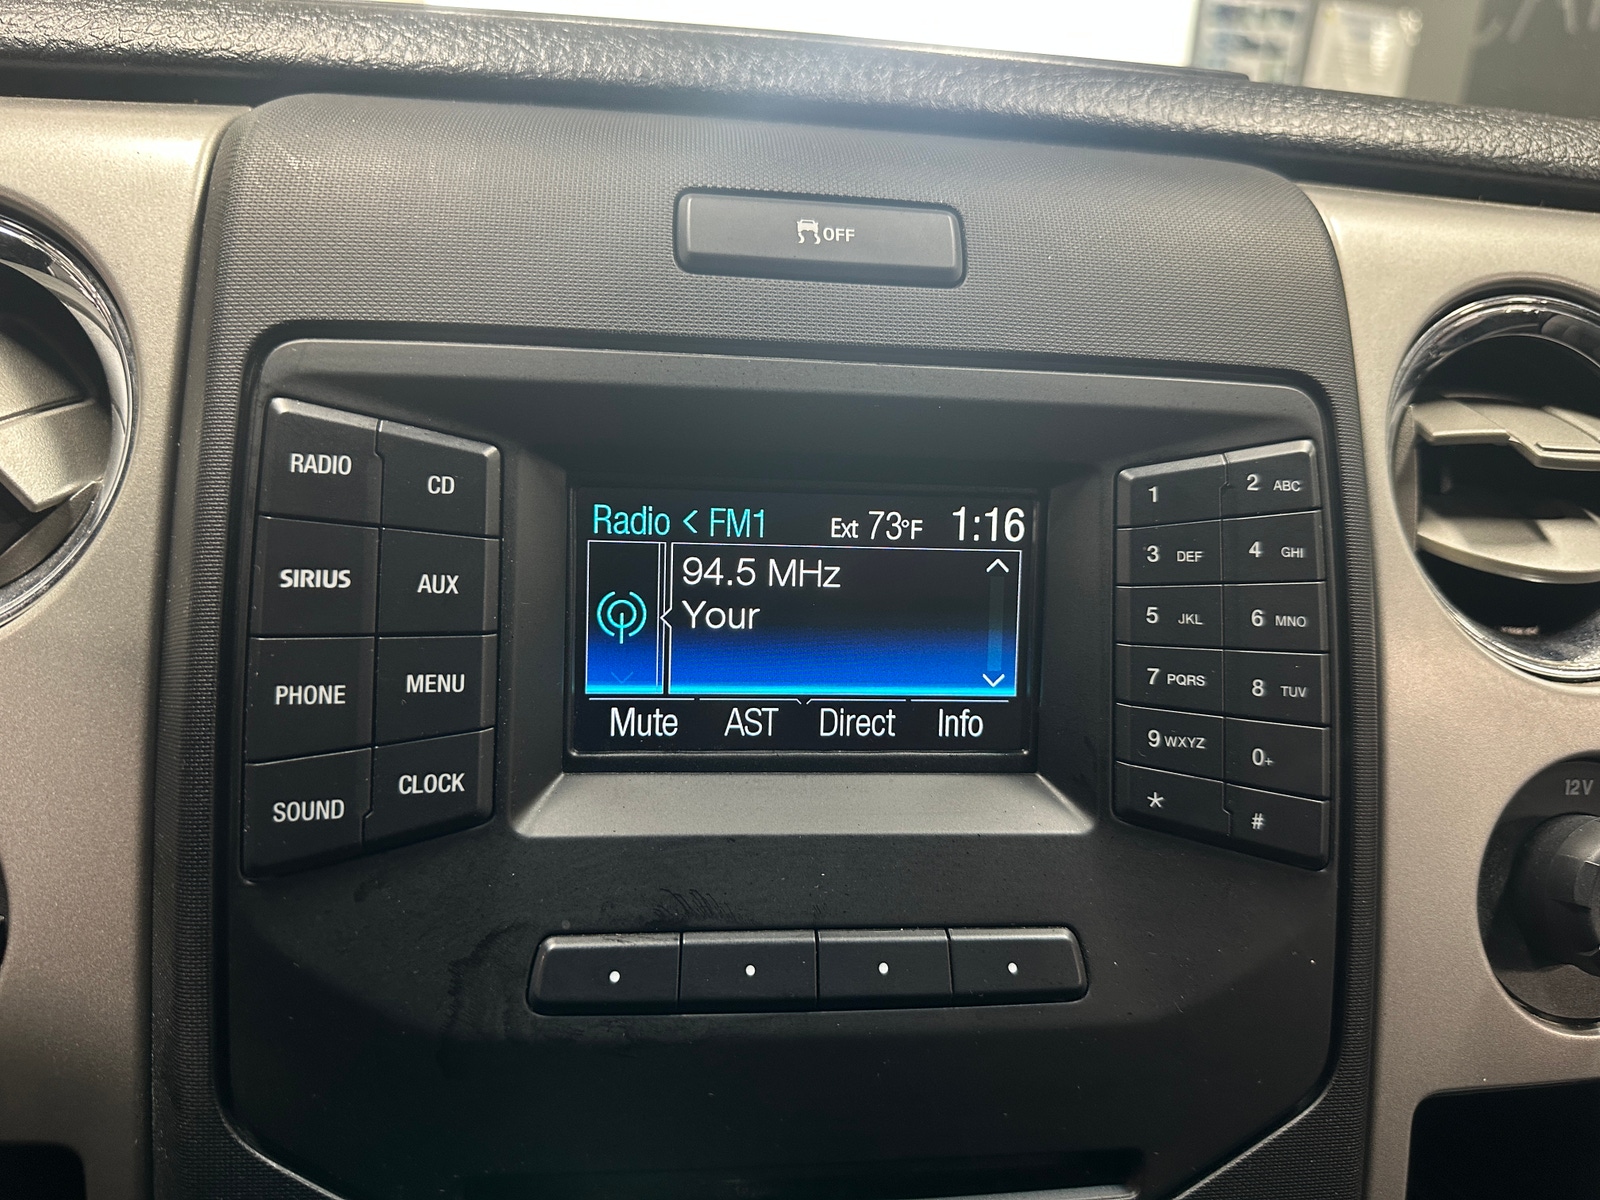 OFF
RADIO
CD
SIRIUS
AUX
PHONE
MENU
SOUND
CLOCK
Radio < FM1 Ext 73°F 1:16
94.5 MHz
Your
Mute AST Direct Info
1
2 ABC
3 DEF
4 GHI
5 JKL
6 MNO
7 PQRS
8 TUV
9 WXYZ
0+
*
#
12V